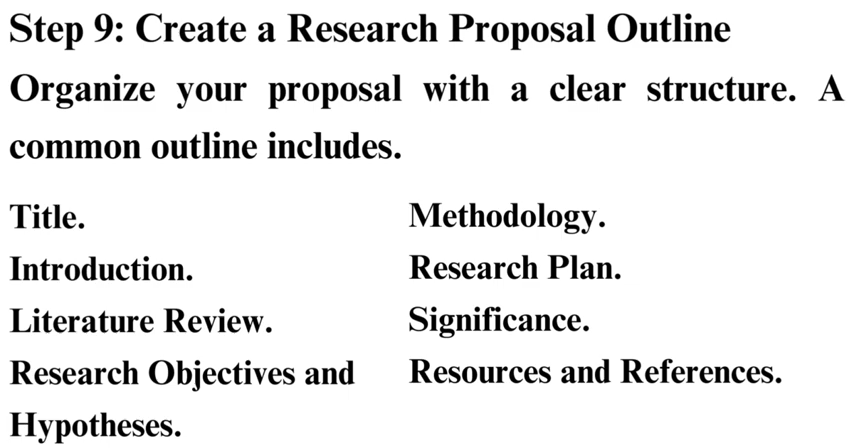 Step 9: Create a Research Proposal Outline
Organize your proposal with a clear structure. A
common outline includes.
Title.
Introduction.
Literature Review.
Research Objectives and
Hypotheses.
Methodology.
Research Plan.
Significance.
Resources and References.